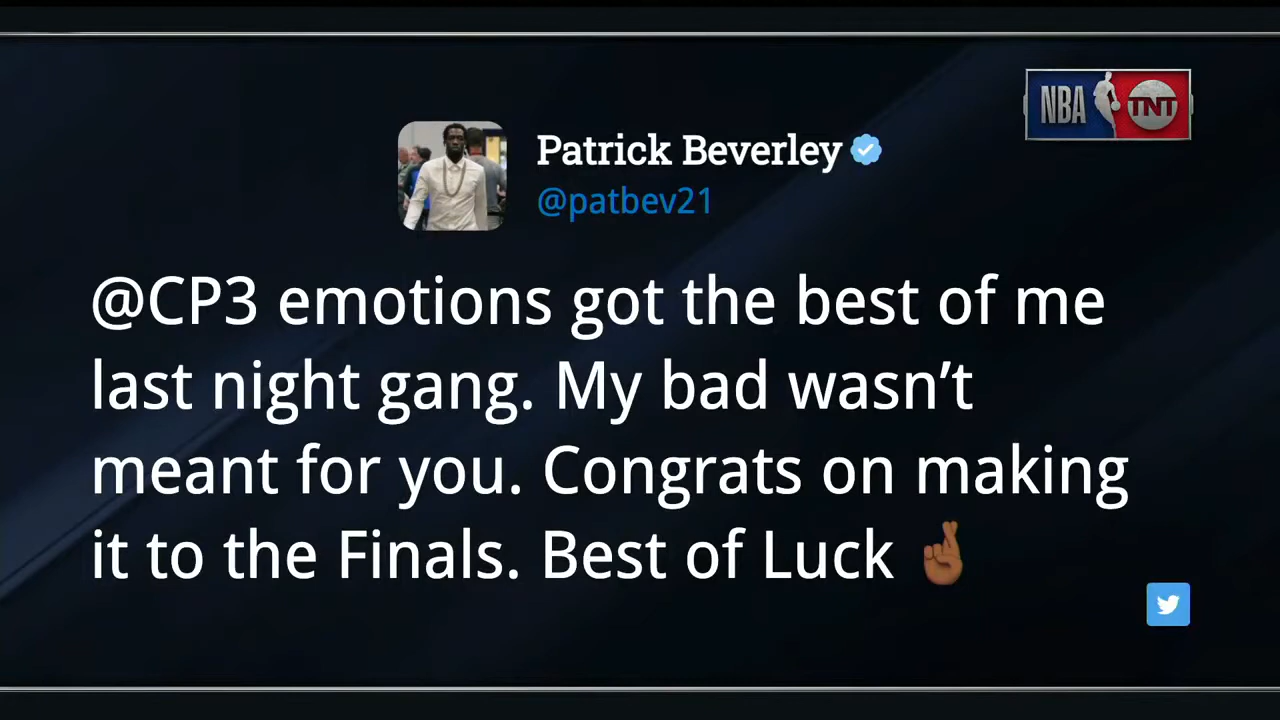 NBA TNT
Patrick Beverley
@patbev21
@CP3 emotions got the best of me
last night gang. My bad wasn’t
meant for you. Congrats on making
it to the Finals. Best of Luck 🤞🏾